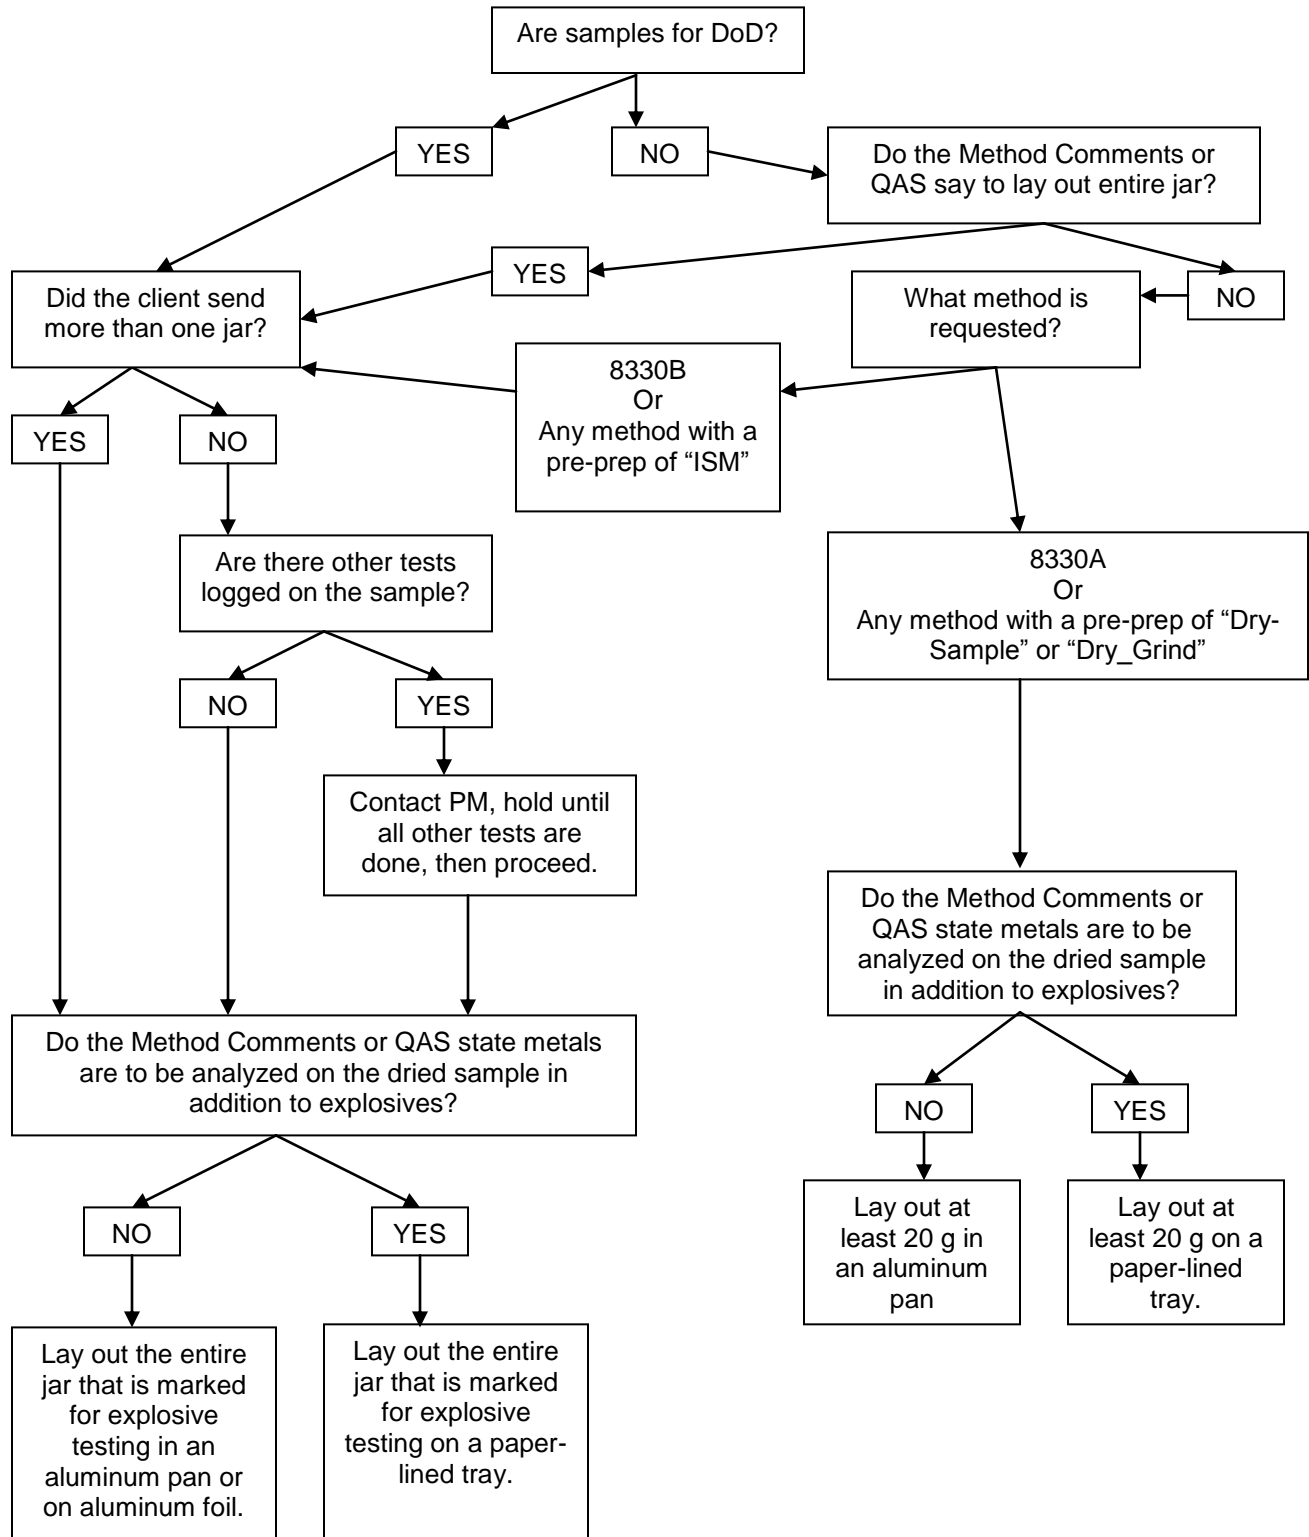 Are samples for DoD?
YES
NO
Do the Method Comments or
QAS say to lay out entire jar?
YES
NO
Did the client send
more than one jar?
What method is
requested?
8330B
Or
Any method with a
pre-prep of “ISM”
YES
NO
Are there other tests
logged on the sample?
8330A
Or
Any method with a pre-prep of “Dry-
Sample” or “Dry_Grind”
NO
YES
Contact PM, hold until
all other tests are
done, then proceed.
Do the Method Comments or
QAS state metals are to be
analyzed on the dried sample
in addition to explosives?
Do the Method Comments or QAS state metals
are to be analyzed on the dried sample in
addition to explosives?
NO
YES
Lay out at
least 20 g in
an aluminum
pan
Lay out at
least 20 g on a
paper-lined
tray.
NO
YES
Lay out the entire
jar that is marked
for explosive
testing in an
aluminum pan or
on aluminum foil.
Lay out the entire
jar that is marked
for explosive
testing on a paper-
lined tray.